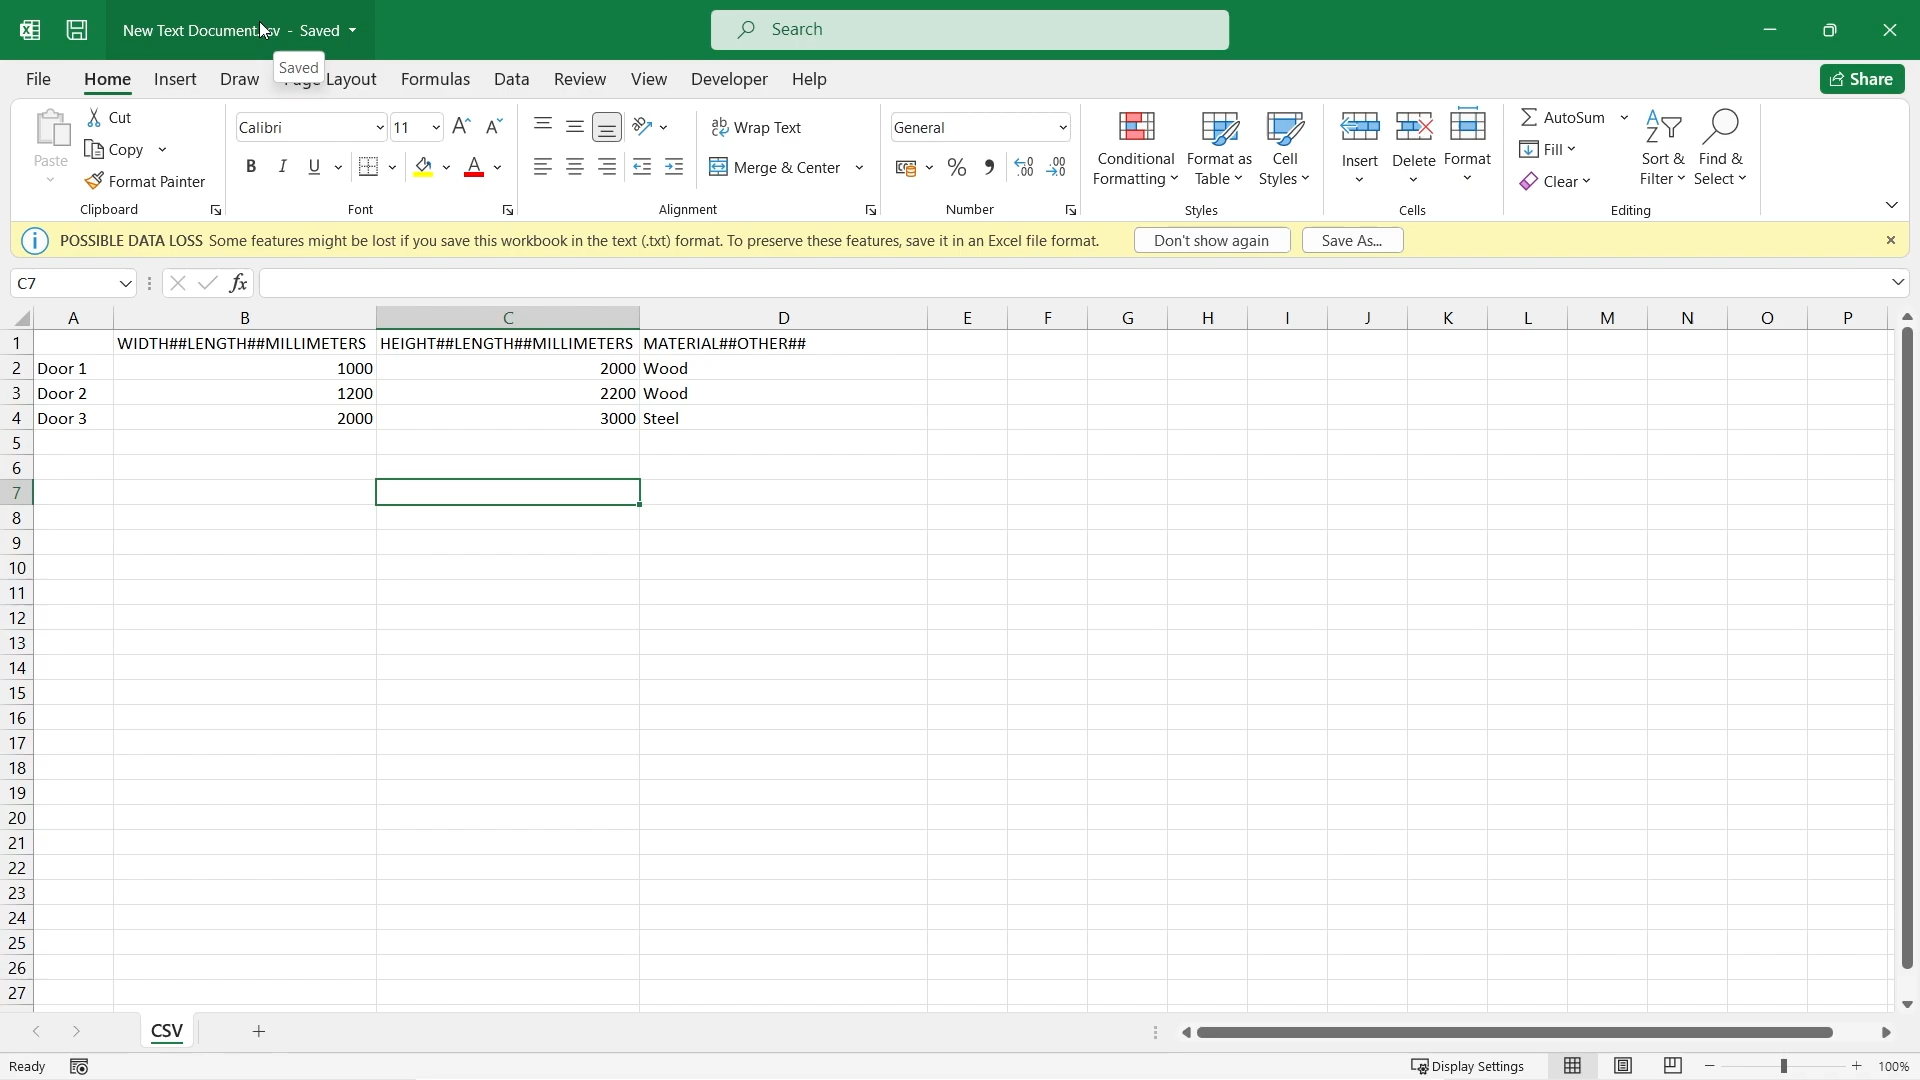 New Text Document.csv - Saved
Search
Saved
File Home Insert Draw Page Layout Formulas Data Review View Developer Help
Share
Paste
Cut
Copy
Format Painter
Clipboard
Calibri 11
B I U A
Font
Wrap Text
Merge & Center
Alignment
General
Number
Conditional Formatting
Format as Table
Cell Styles
Styles
Insert Delete Format
Cells
AutoSum
Fill
Clear
Sort & Filter
Find & Select
Editing
POSSIBLE DATA LOSS Some features might be lost if you save this workbook in the text (.txt) format. To preserve these features, save it in an Excel file format. Don't show again Save As...
C7 fx
A B C D E F G H I J K L M N O P
1 WIDTH##LENGTH##MILLIMETERS HEIGHT##LENGTH##MILLIMETERS MATERIAL##OTHER##
2 Door 1 1000 2000 Wood
3 Door 2 1200 2200 Wood
4 Door 3 2000 3000 Steel
5
6
7
8
9
10
11
12
13
14
15
16
17
18
19
20
21
22
23
24
25
26
27
CSV
Ready Display Settings 100%